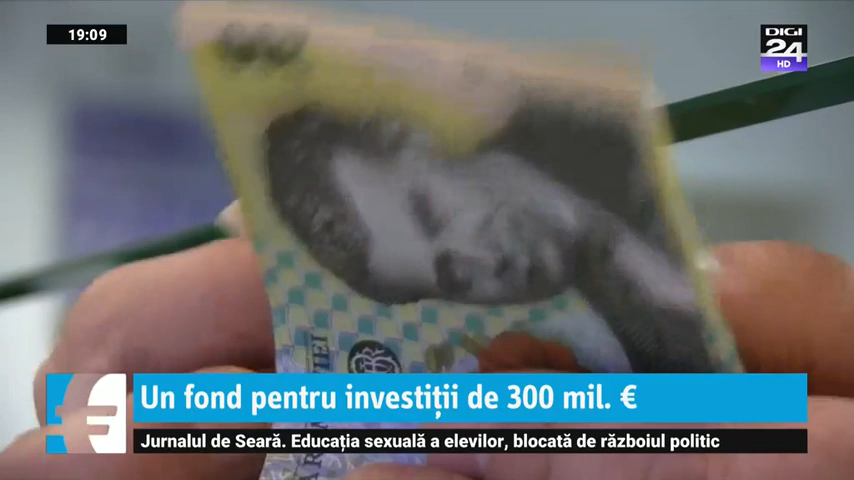 19:09
DIGI
24
HD
Un fond pentru investiții de 300 mil. €
Jurnalul de Seară. Educația sexuală a elevilor, blocată de războiul politic